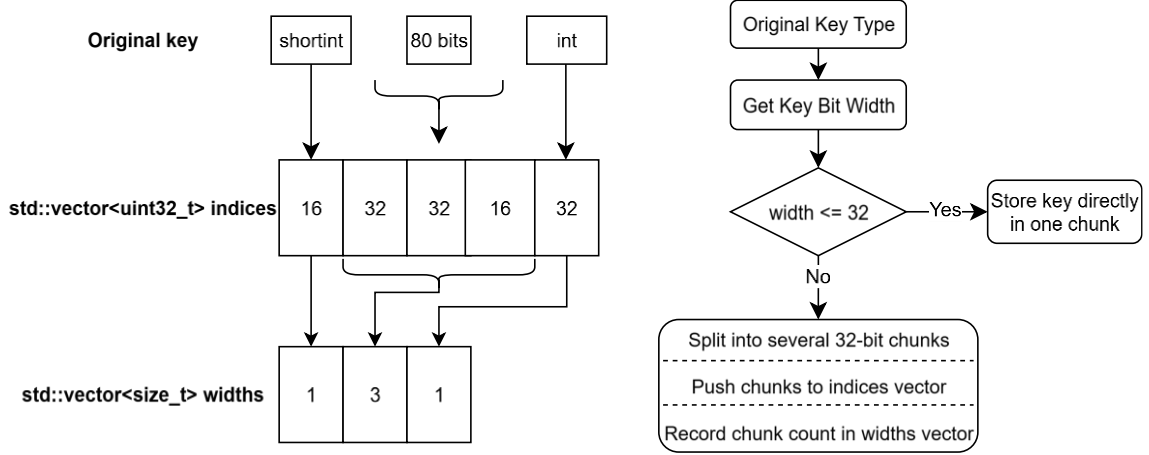 Original key
shortint
80 bits
int
std::vector<uint32_t> indices
16
32
32
16
32
std::vector<size_t> widths
1
3
1
Original Key Type
Get Key Bit Width
width <= 32
Yes
Store key directly
in one chunk
No
Split into several 32-bit chunks
Push chunks to indices vector
Record chunk count in widths vector